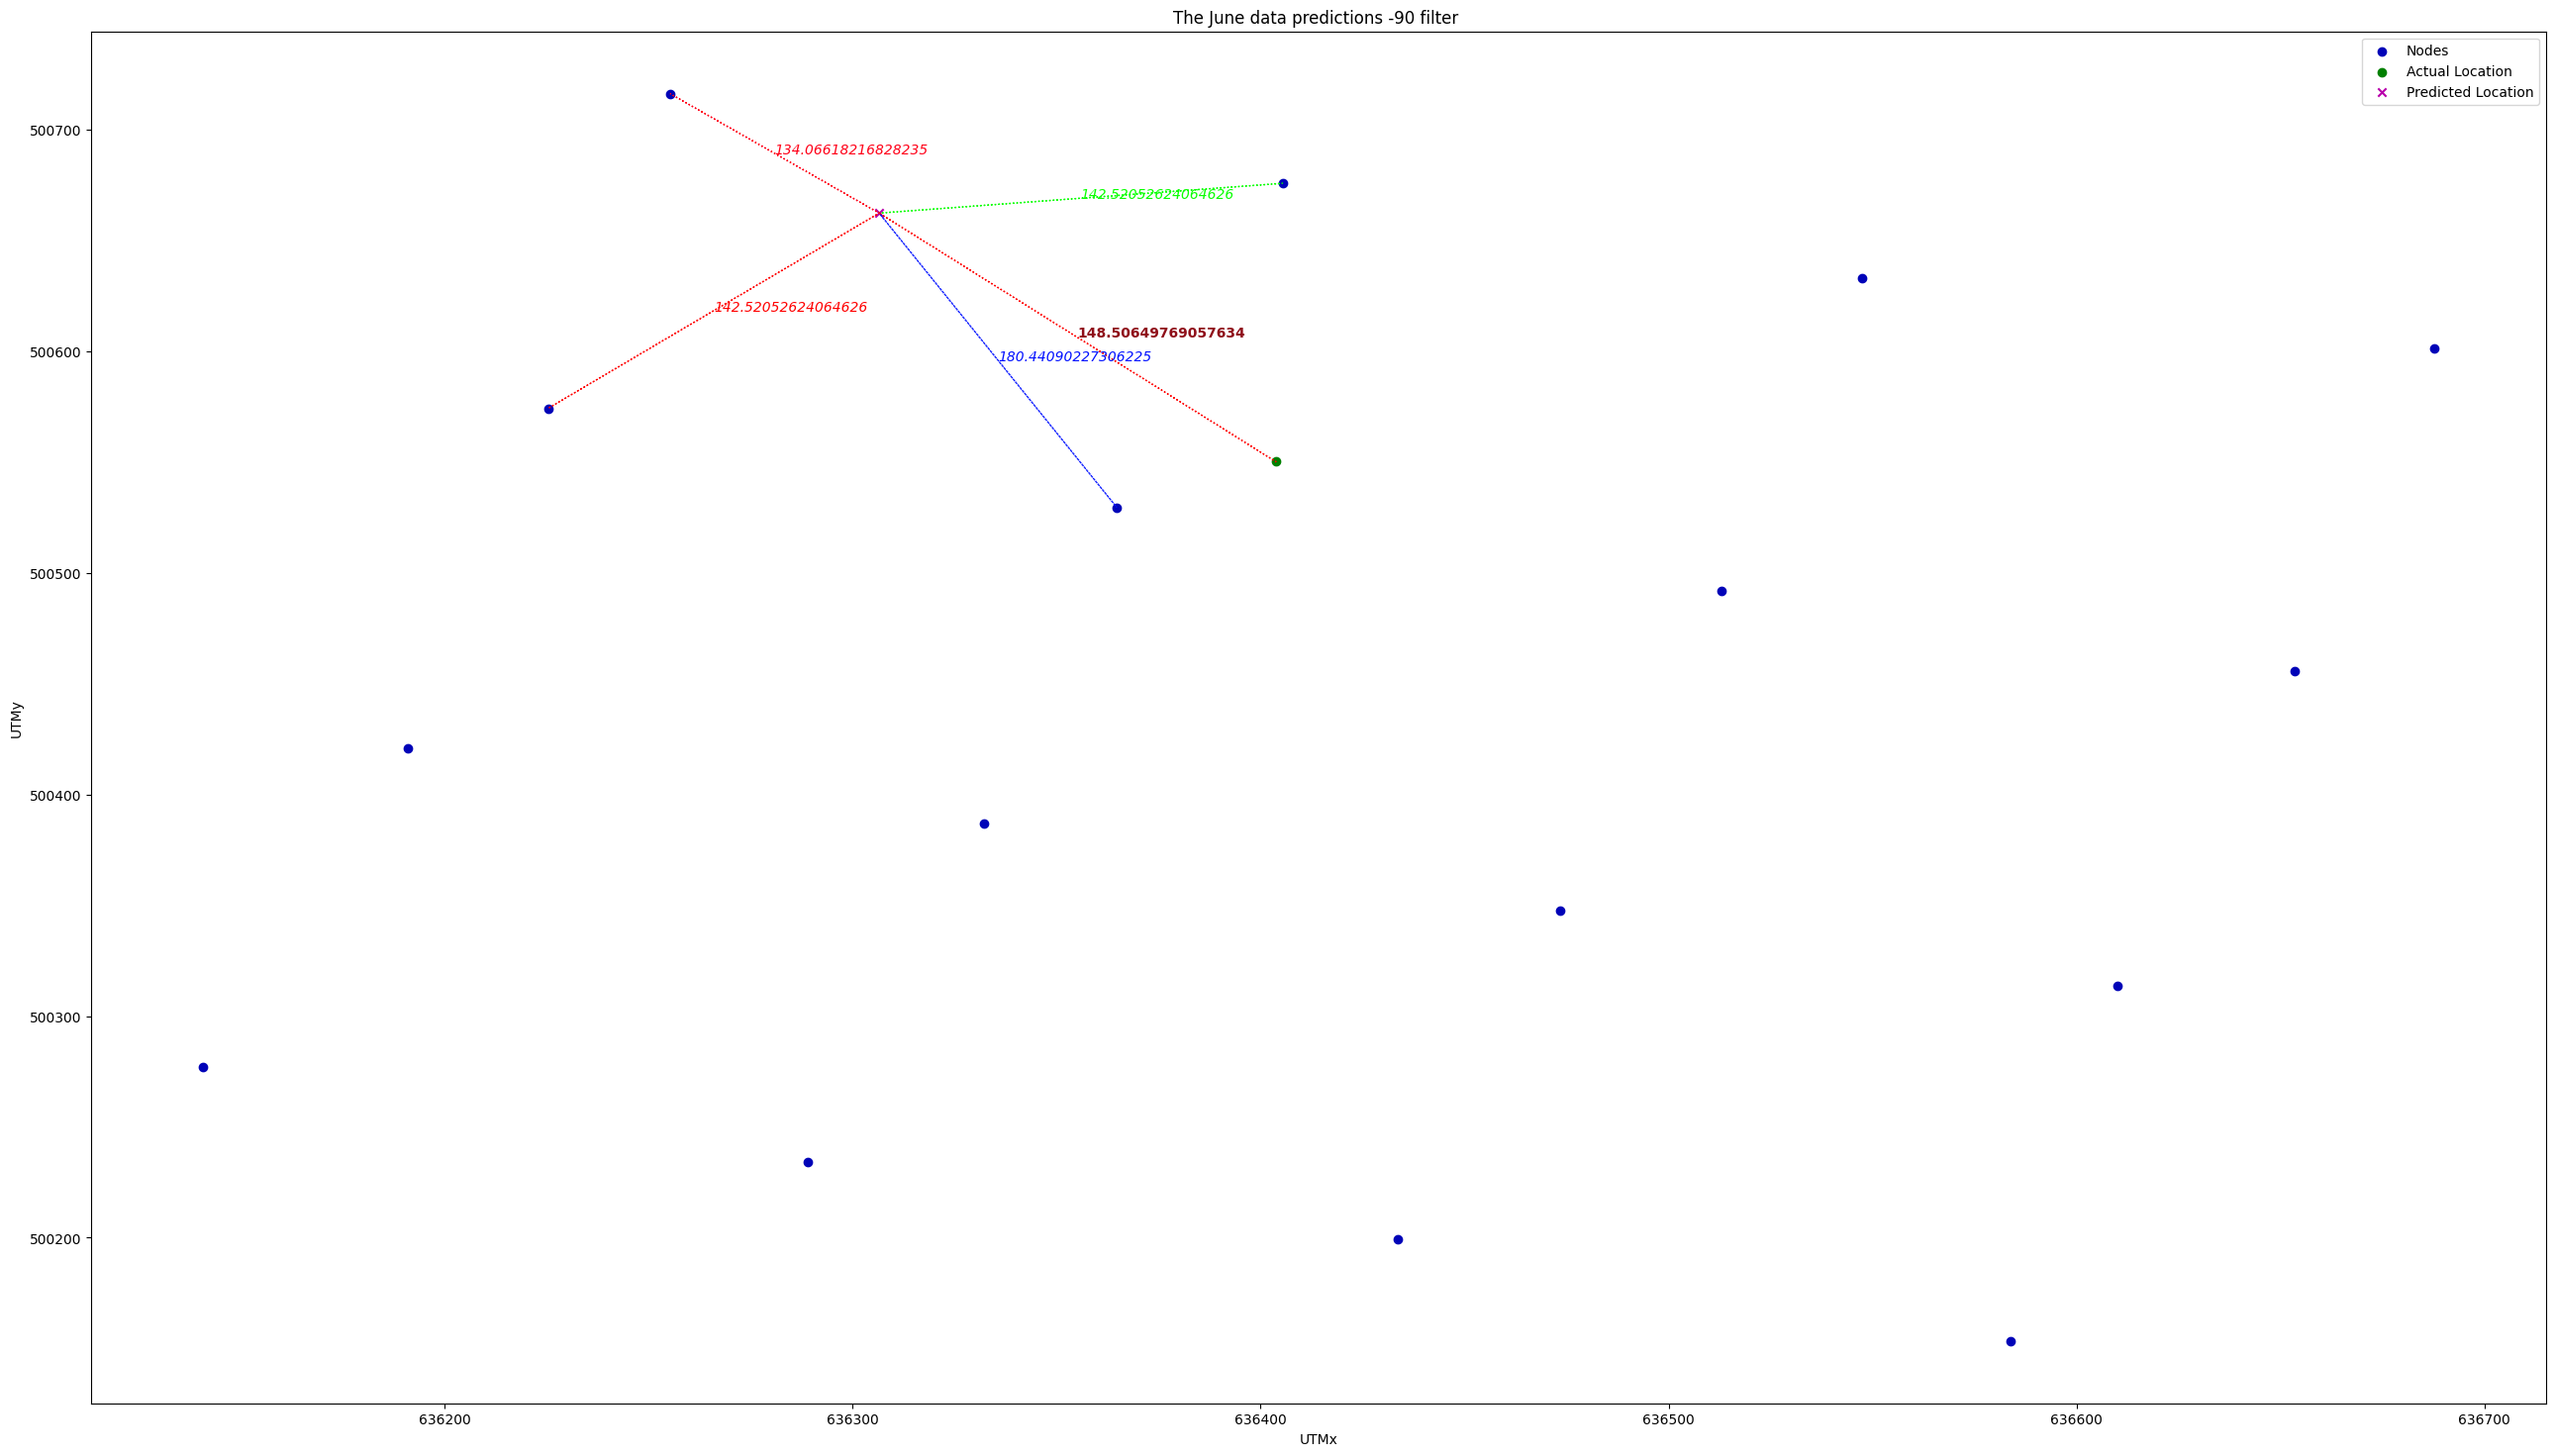 The June data predictions -90 filter
Nodes
Actual Location
Predicted Location
134.06618216828235
142.52052624064626
142.52052624064626
148.50649769057634
180.44090227306225
500700
500600
500500
500400
500300
500200
UTMy
636200
636300
636400
636500
636600
636700
UTMx